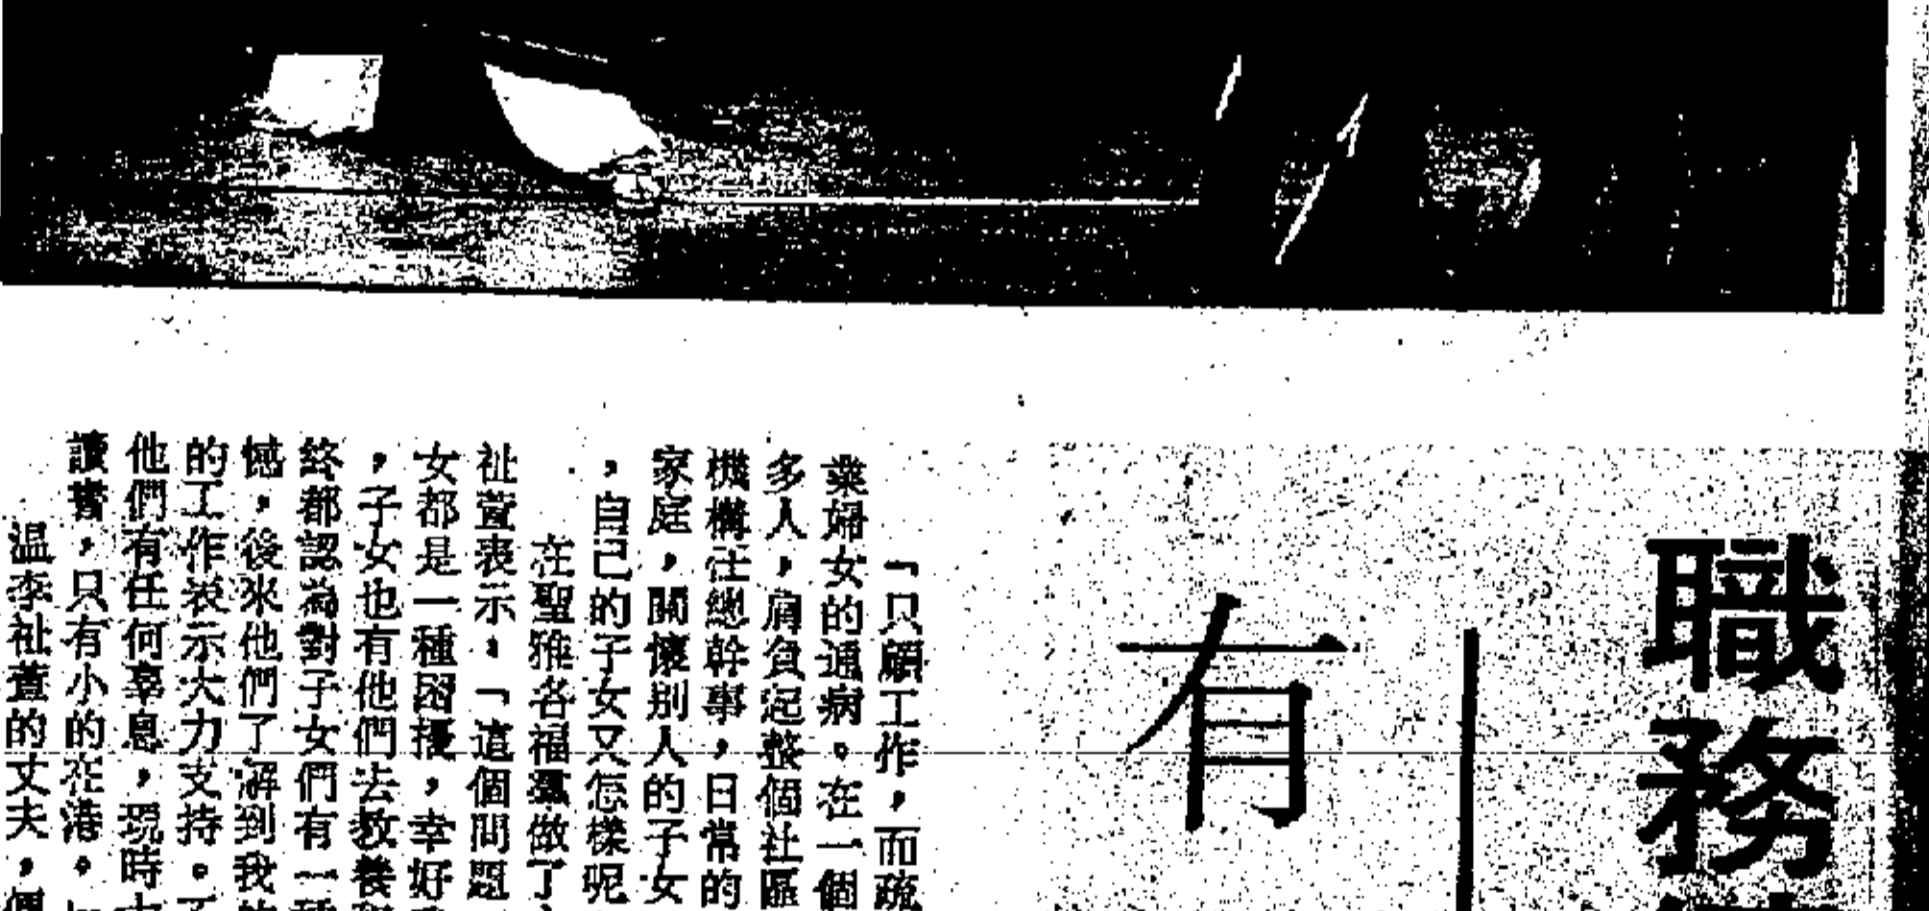 職務
有
「只顧工作，而疏
業婦女的通病。在一個
多人，肩負起整個社區
機構任總幹事，日常的
家庭，關懷別人的子女
，自己的子女又怎樣呢
在聖雅各福羣做了
祉萱表示：「這個問題
女都是一種困擾，幸好
，子女也有他們去教養
終都認為對子女們有一種
憾，後來他們了解到我
的工作表示大力支持。
他們有任何辜息，現時
讀書，只有小的在港。
温李祉萱的丈夫，